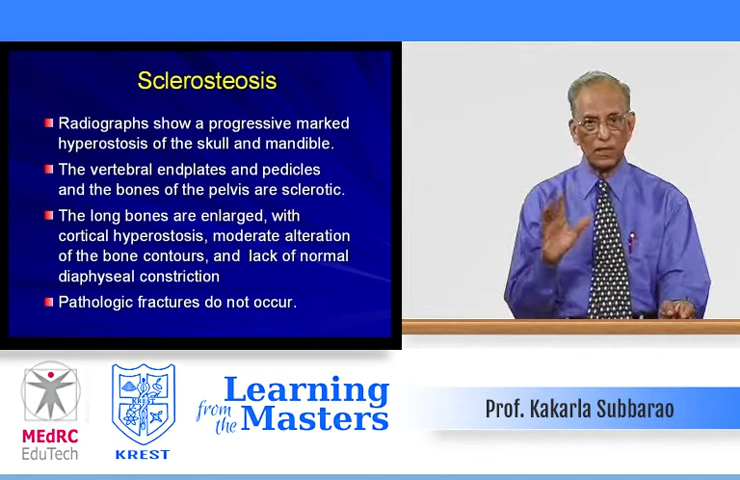 Sclerosteosis
Radiographs show a progressive marked
hyperostosis of the skull and mandible.
The vertebral endplates and pedicles
and the bones of the pelvis are sclerotic.
The long bones are enlarged, with
cortical hyperostosis, moderate alteration
of the bone contours, and lack of normal
diaphyseal constriction
Pathologic fractures do not occur.
MEdRC
EduTech
KREST
KREST
Learning
from the
Masters
Prof. Kakarla Subbarao